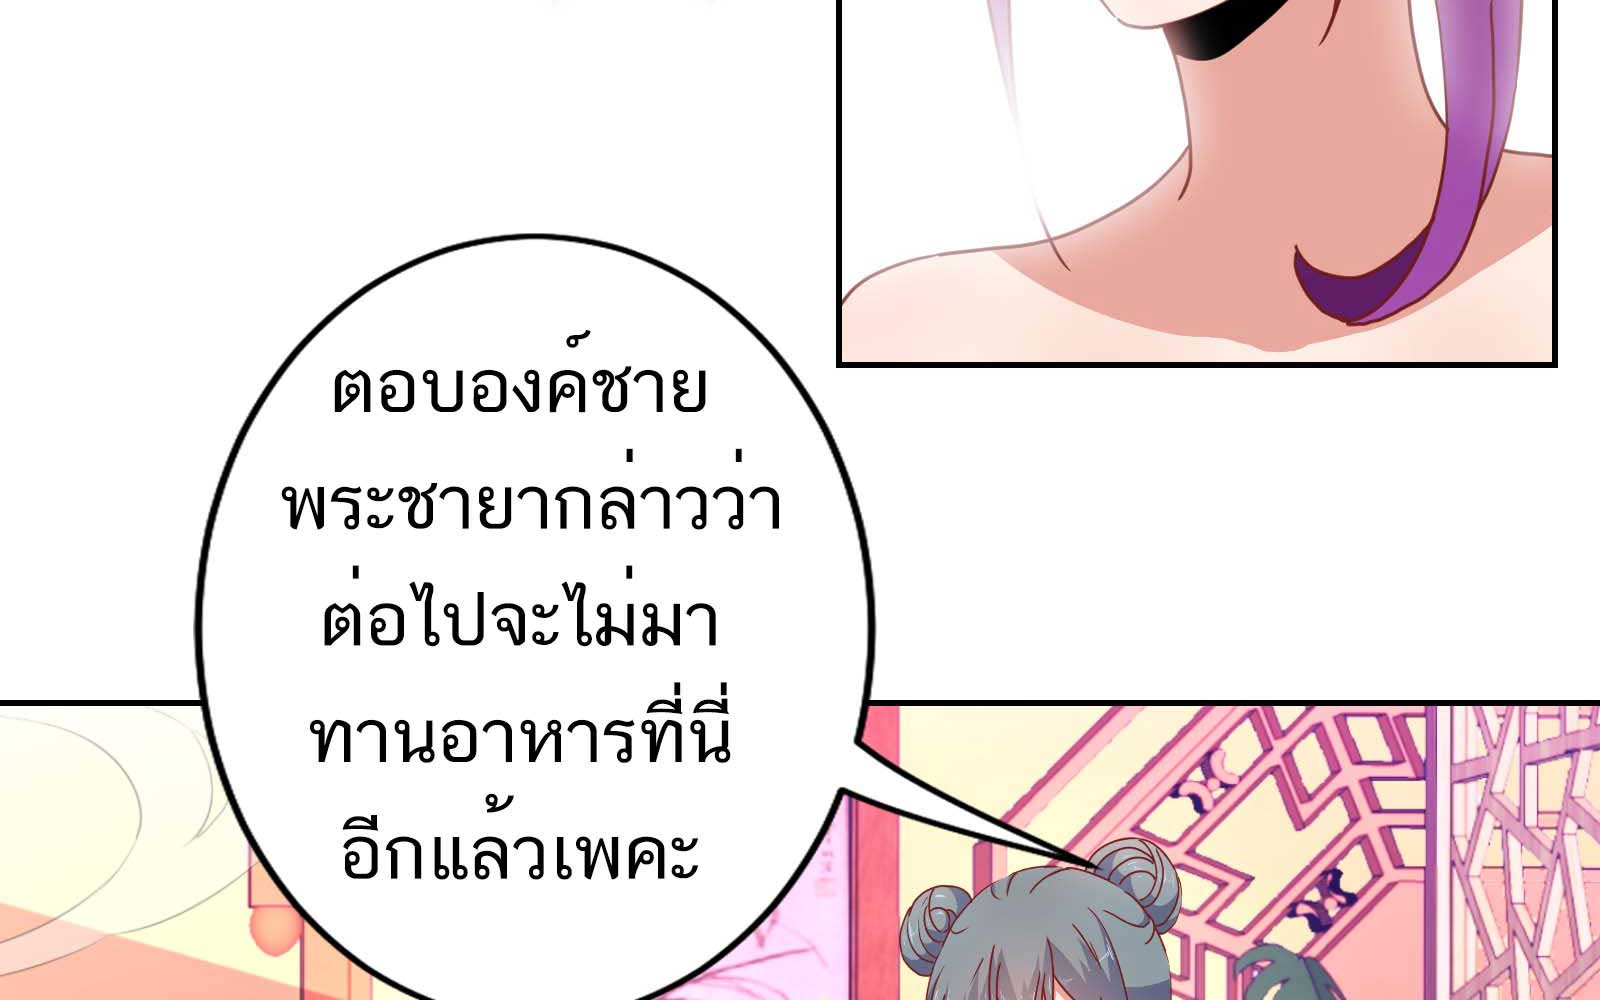 ตอบองค์ชาย
พระชายากล่าวว่า
ต่อไปจะไม่มา
ทานอาหารที่นี่
อีกแล้วเพคะ